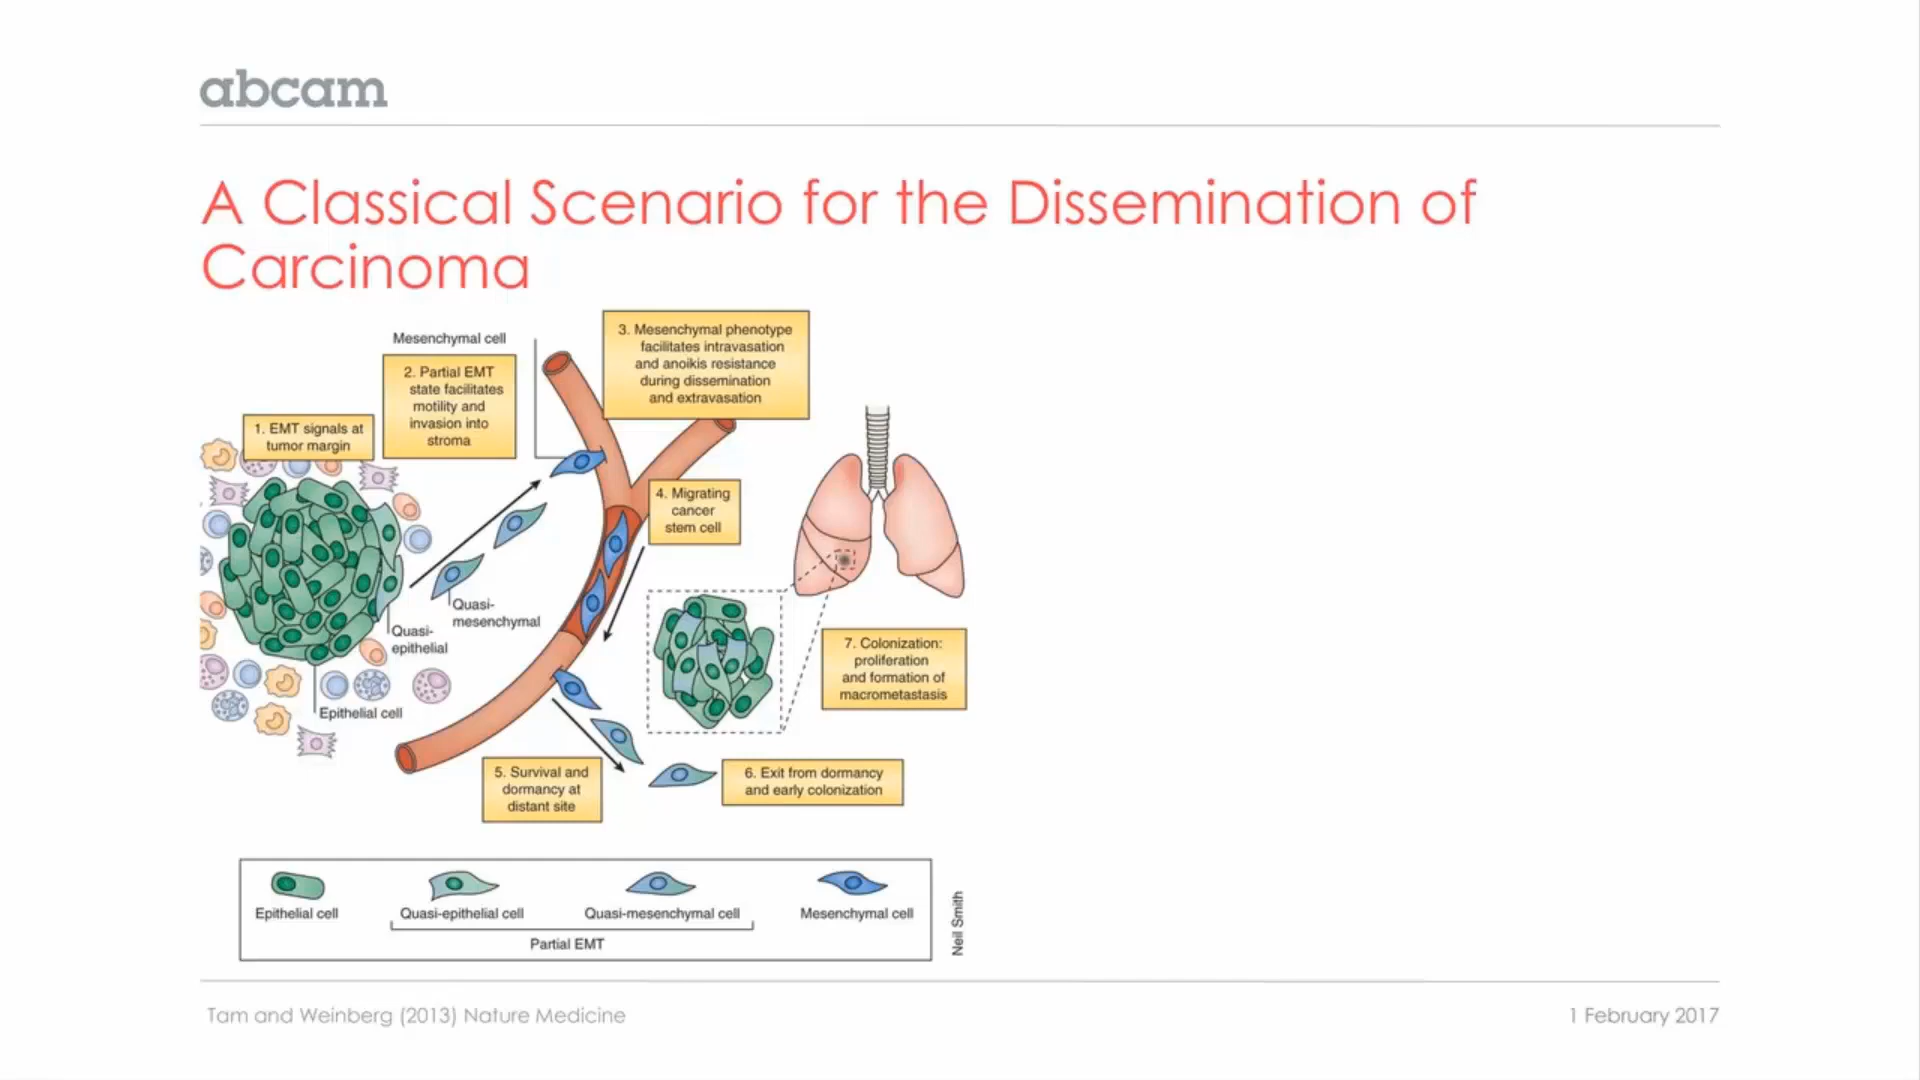 abcam
A Classical Scenario for the Dissemination of
Carcinoma
Mesenchymal cell
1. EMT signals at
tumor margin
2. Partial EMT
state facilitates
motility and
invasion into
stroma
3. Mesenchymal phenotype
facilitates intravasation
and anoikis resistance
during dissemination
and extravasation
4. Migrating
cancer
stem cell
Quasi-
mesenchymal
Quasi-
epithelial
Epithelial cell
5. Survival and
dormancy at
distant site
6. Exit from dormancy
and early colonization
7. Colonization:
proliferation
and formation of
macrometastasis
Epithelial cell
Quasi-epithelial cell
Quasi-mesenchymal cell
Mesenchymal cell
Partial EMT
Neil Smith
Tam and Weinberg (2013) Nature Medicine
1 February 2017